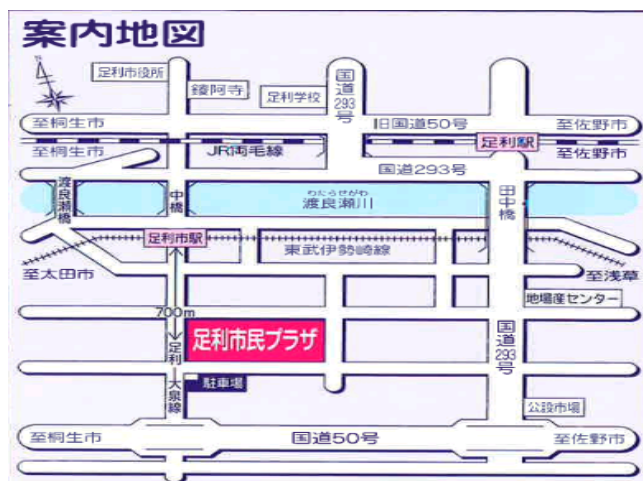 案内地図
足利市役所
鑁阿寺
足利学校
国道293号
至桐生市
旧国道50号
至佐野市
足利駅
至桐生市
JR両毛線
至佐野市
国道293号
渡良瀬橋
中橋
わたらせがわ
渡良瀬川
田中橋
足利市駅
東武伊勢崎線
至太田市
至浅草
地場産センター
700m
足利市民プラザ
国道293号
足利
大泉線
駐車場
公設市場
至桐生市
国道50号
至佐野市